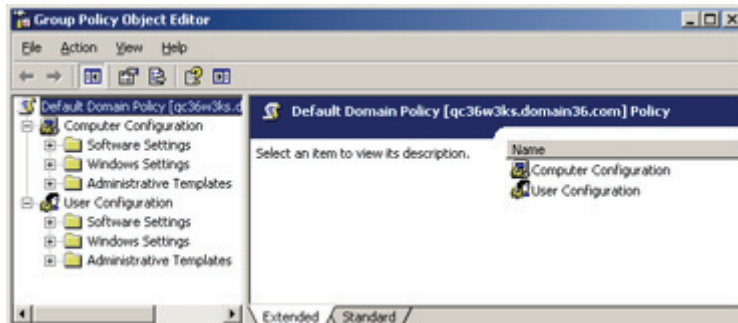 Group Policy Object Editor
File Action View Help
Default Domain Policy [qc36w3ks.d
Computer Configuration
Software Settings
Windows Settings
Administrative Templates
User Configuration
Software Settings
Windows Settings
Administrative Templates
Default Domain Policy [qc36w3ks.domain36.com] Policy
Select an item to view its description.
Name
Computer Configuration
User Configuration
Extended Standard